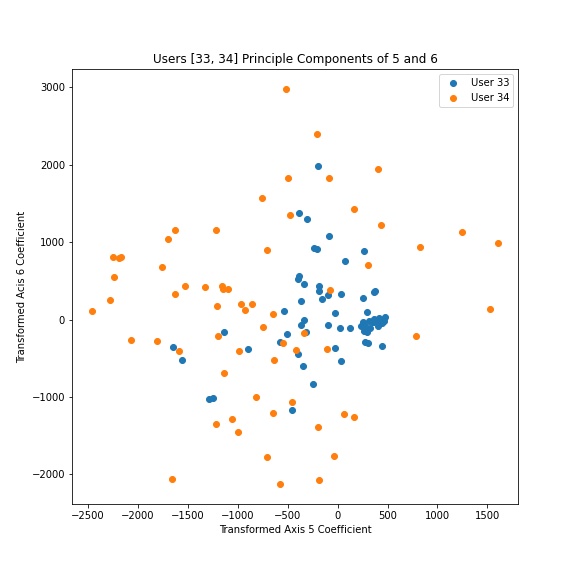 Users [33, 34] Principle Components of 5 and 6
User 33
User 34
Transformed Acis 6 Coefficient
3000
2000
1000
0
−1000
−2000
−2500 −2000 −1500 −1000 −500 0 500 1000 1500
Transformed Axis 5 Coefficient